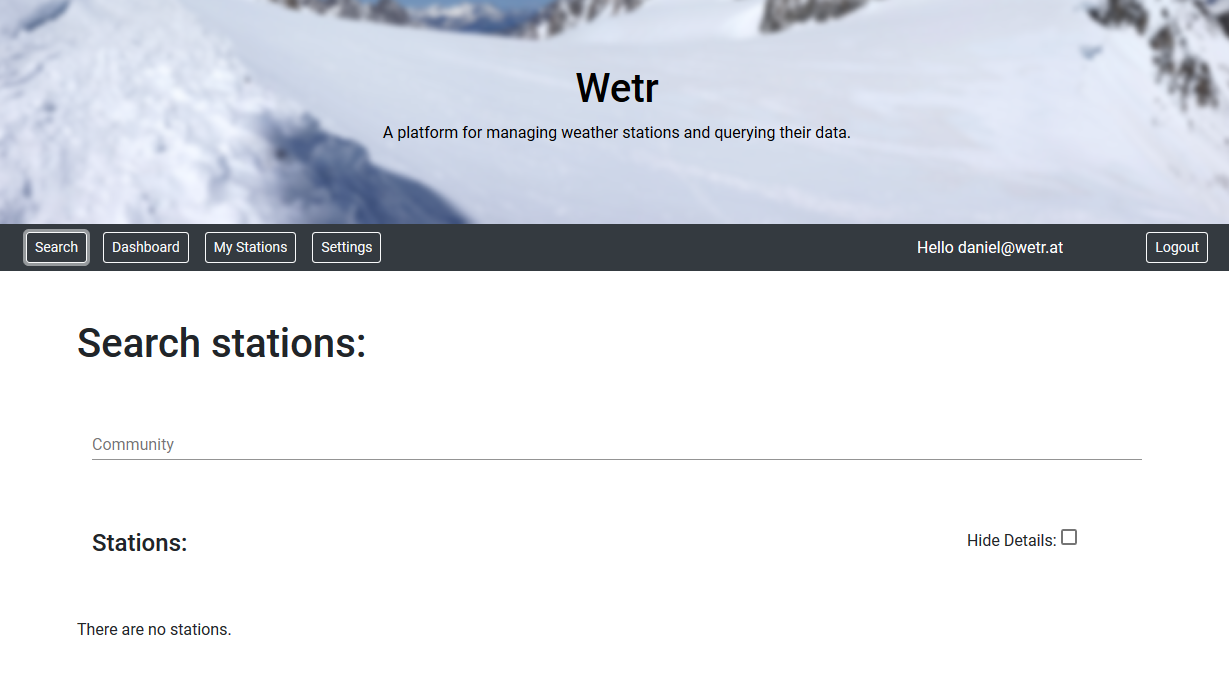 Wetr
A platform for managing weather stations and querying their data.
Search Dashboard My Stations Settings Hello daniel@wetr.at Logout
Search stations:
Community
Stations: Hide Details:
There are no stations.